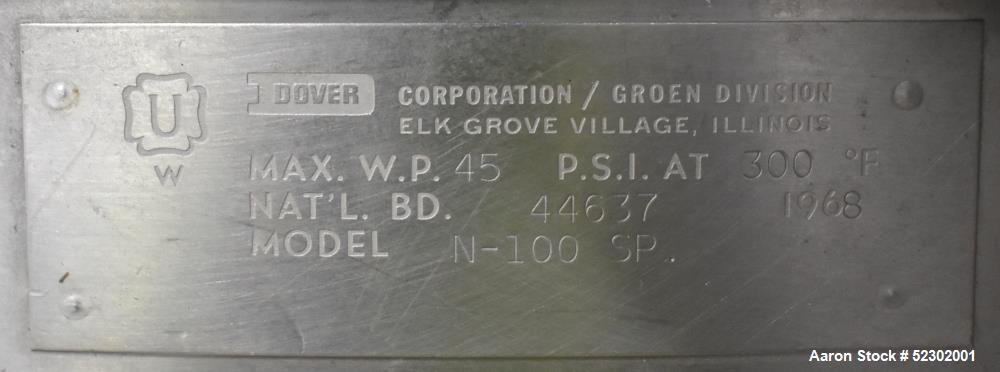 U
W
DOVER CORPORATION / GROEN DIVISION
ELK GROVE VILLAGE, ILLINOIS
MAX. W.P. 45 P.S.I. AT 300 °F
NAT'L. BD. 44637 1968
MODEL N-100 SP.
Aaron Stock # 52302001